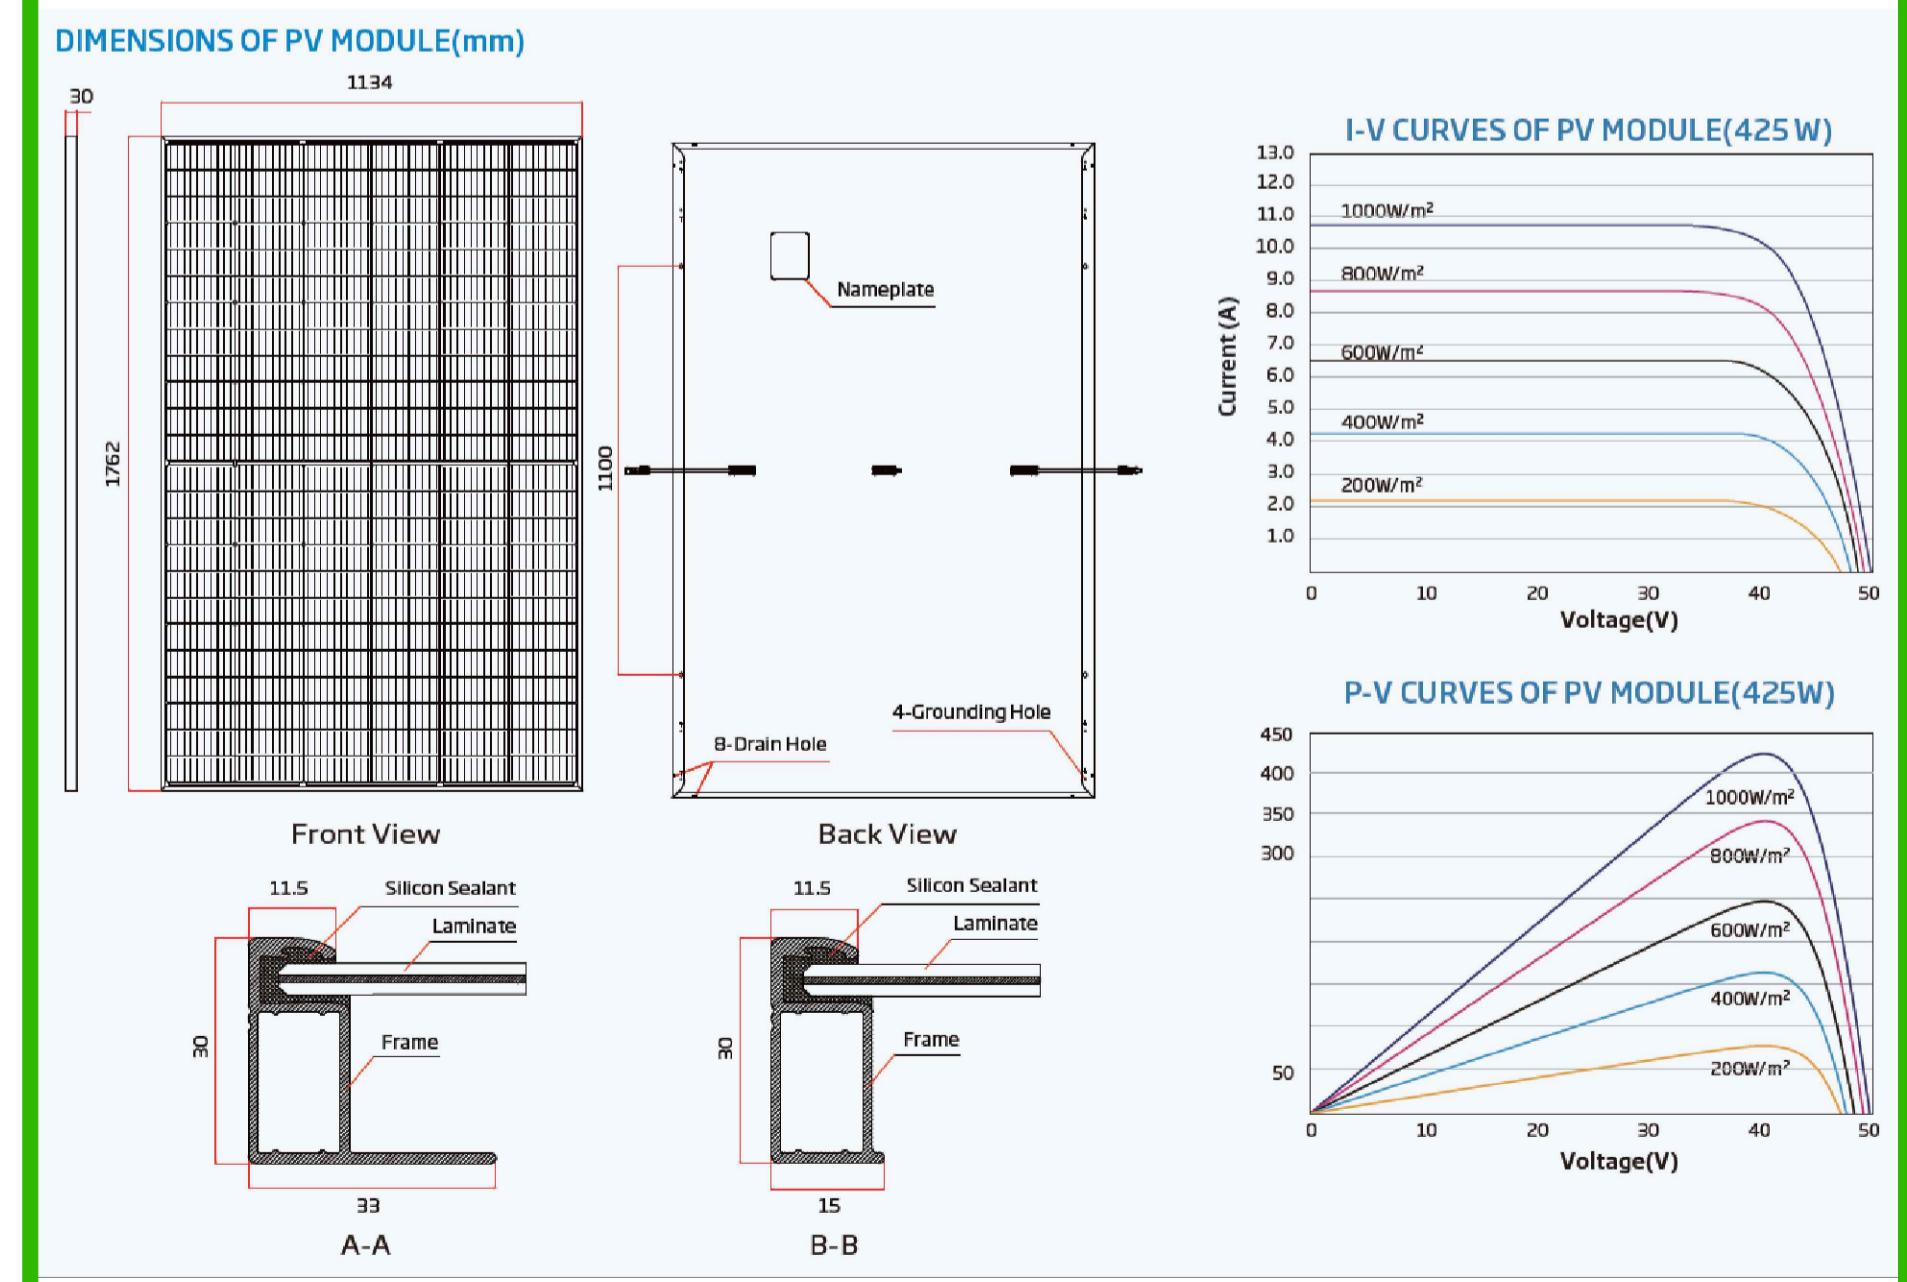 DIMENSIONS OF PV MODULE(mm)
30
1134
1762
Front View
1100
Nameplate
4-Grounding Hole
8-Drain Hole
Back View
11.5
Silicon Sealant
Laminate
30
Frame
33
A-A
11.5
Silicon Sealant
Laminate
30
Frame
15
B-B
I-V CURVES OF PV MODULE(425 W)
13.0
12.0
11.0
10.0
9.0
8.0
7.0
6.0
5.0
4.0
3.0
2.0
1.0
Current (A)
1000W/m²
800W/m²
600W/m²
400W/m²
200W/m²
0 10 20 30 40 50
Voltage(V)
P-V CURVES OF PV MODULE(425W)
450
400
350
300
50
1000W/m²
800W/m²
600W/m²
400W/m²
200W/m²
0 10 20 30 40 50
Voltage(V)